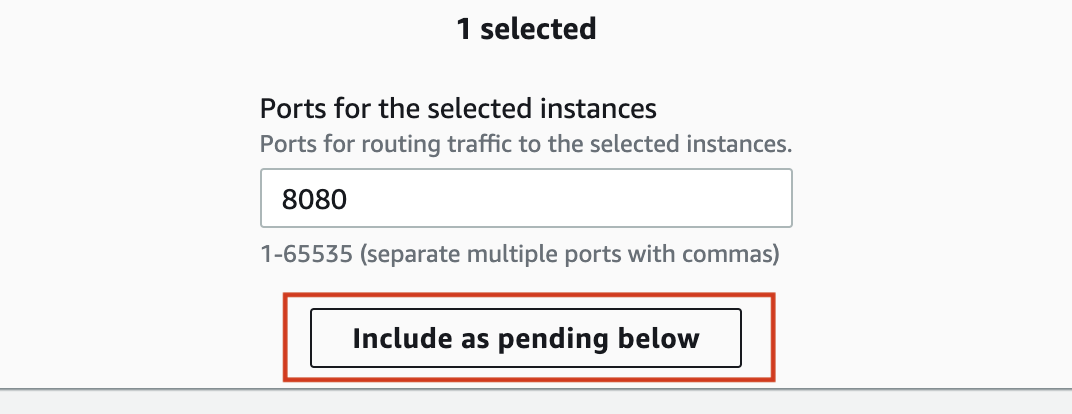 1 selected
Ports for the selected instances
Ports for routing traffic to the selected instances.
8080
1-65535 (separate multiple ports with commas)
Include as pending below